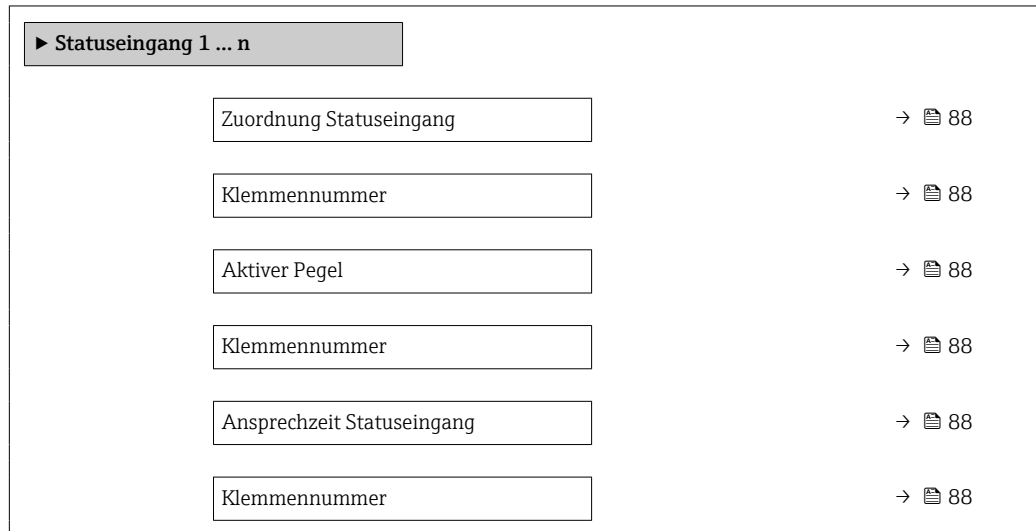 ► Statuseingang 1 … n
Zuordnung Statuseingang → 88
Klemmennummer → 88
Aktiver Pegel → 88
Klemmennummer → 88
Ansprechzeit Statuseingang → 88
Klemmennummer → 88